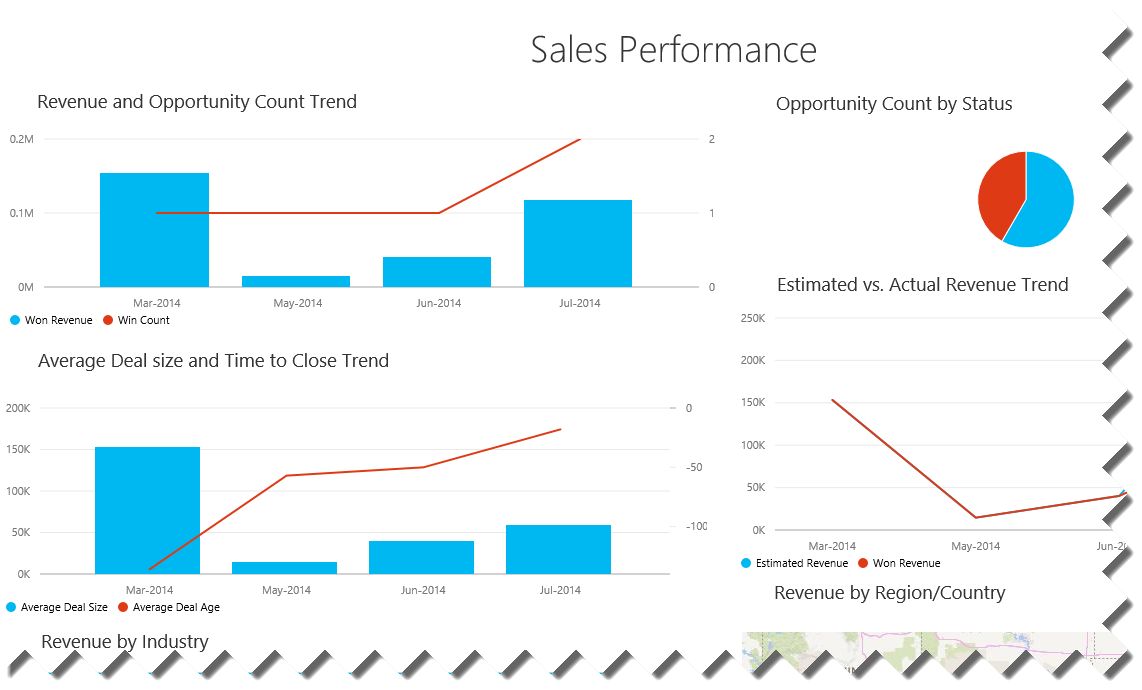 Sales Performance
Revenue and Opportunity Count Trend
0.2M
0.1M
0M
2
1
0
Mar-2014 May-2014 Jun-2014 Jul-2014
Won Revenue Win Count
Opportunity Count by Status
Estimated vs. Actual Revenue Trend
250K
200K
150K
100K
50K
0K
Mar-2014 May-2014
Estimated Revenue Won Revenue
Average Deal size and Time to Close Trend
200K
150K
100K
50K
0K
0
-50
-100
Mar-2014 May-2014 Jun-2014 Jul-2014
Average Deal Size Average Deal Age
Revenue by Industry
Revenue by Region/Country